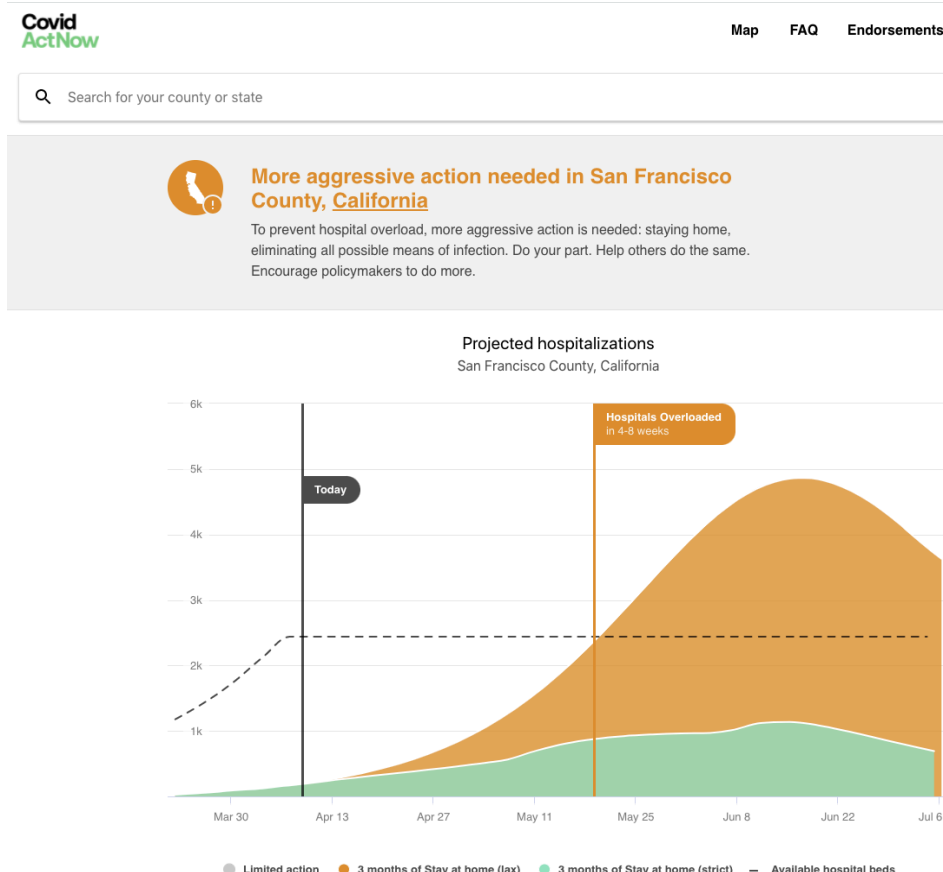 Covid
ActNow
Map FAQ Endorsements
Search for your county or state
More aggressive action needed in San Francisco
County, California
To prevent hospital overload, more aggressive action is needed: staying home,
eliminating all possible means of infection. Do your part. Help others do the same.
Encourage policymakers to do more.
Projected hospitalizations
San Francisco County, California
6k
Hospitals Overloaded
in 4-8 weeks
5k
Today
4k
3k
2k
1k
Mar 30 Apr 13 Apr 27 May 11 May 25 Jun 8 Jun 22 Jul 6
Limited action 3 months of Stay at home (lax) 3 months of Stay at home (strict) Available hospital beds